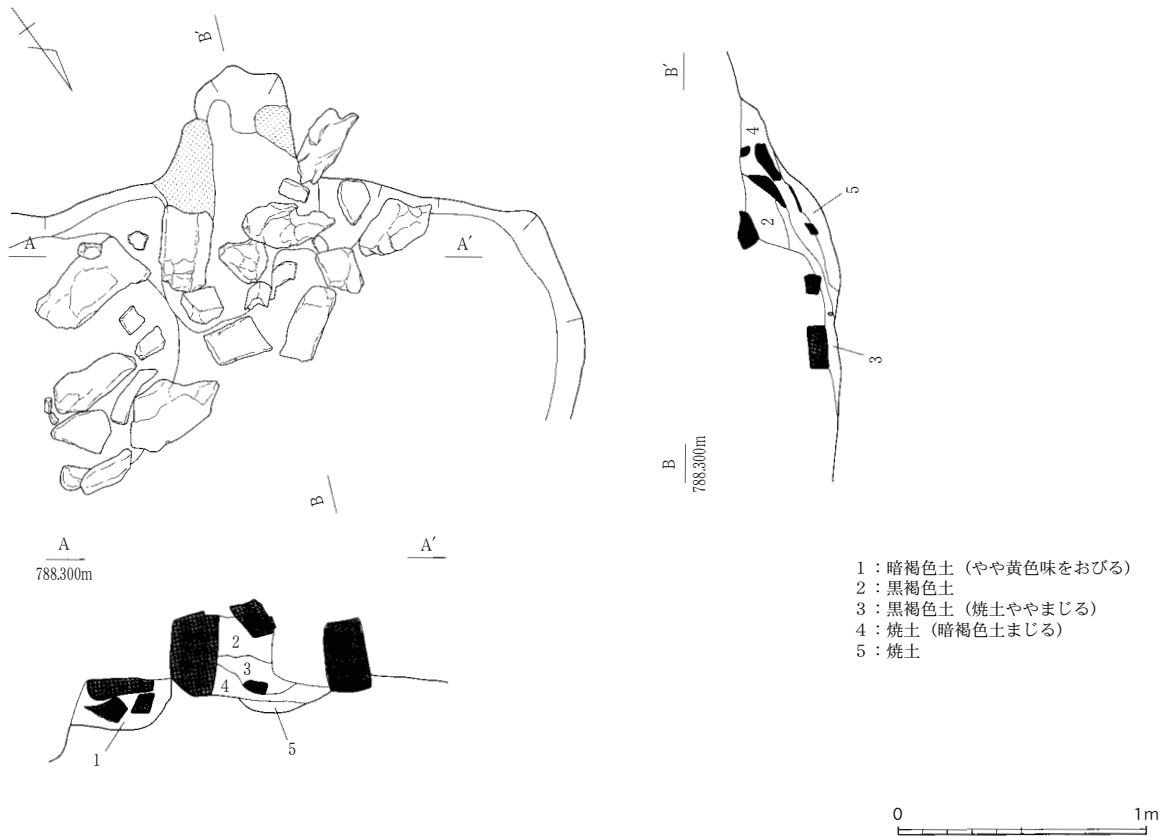 B′
A
A′
B
B′
4
5
2
3
B
788.300m
A
788.300m
A′
2
3
4
1
5
1：暗褐色土（やや黄色味をおびる）
2：黒褐色土
3：黒褐色土（焼土ややまじる）
4：焼土（暗褐色土まじる）
5：焼土
0 1m